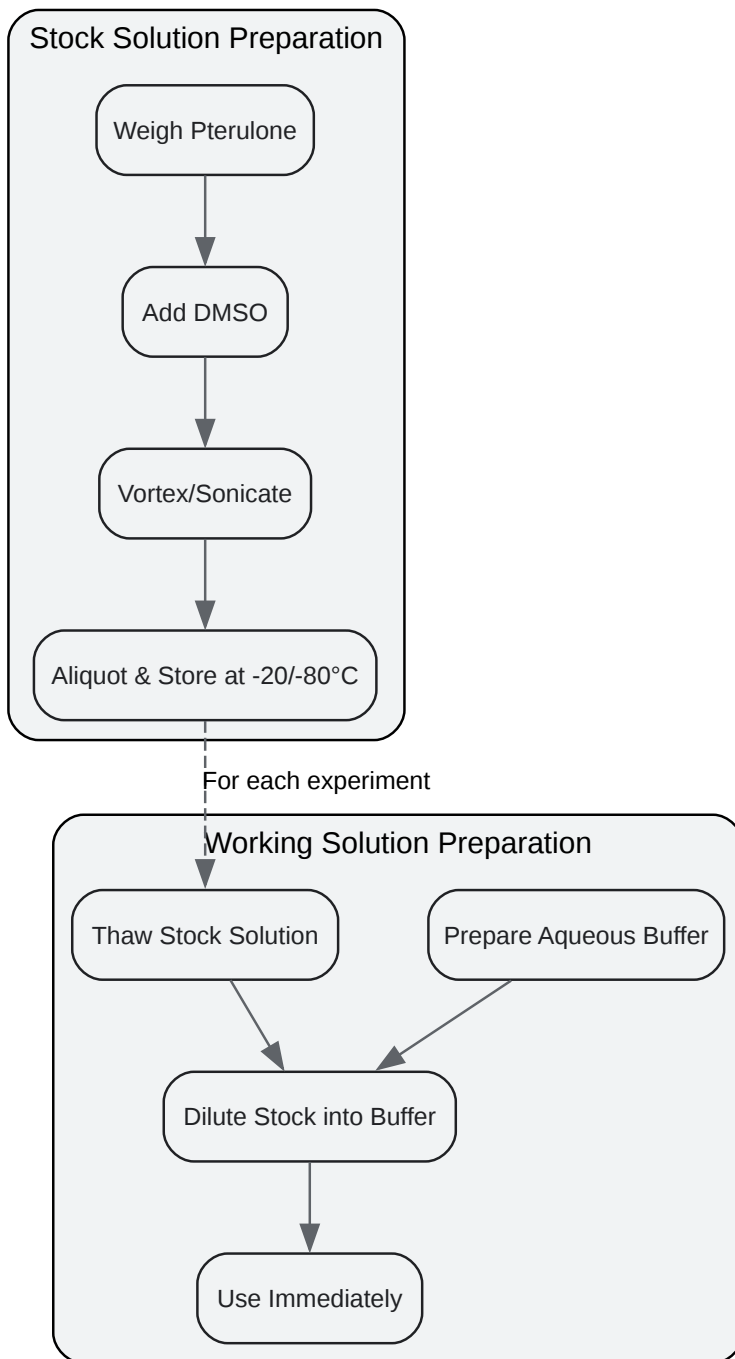 Stock Solution Preparation
Weigh Pterulone
Add DMSO
Vortex/Sonicate
Aliquot & Store at -20/-80°C
For each experiment
Working Solution Preparation
Thaw Stock Solution
Prepare Aqueous Buffer
Dilute Stock into Buffer
Use Immediately